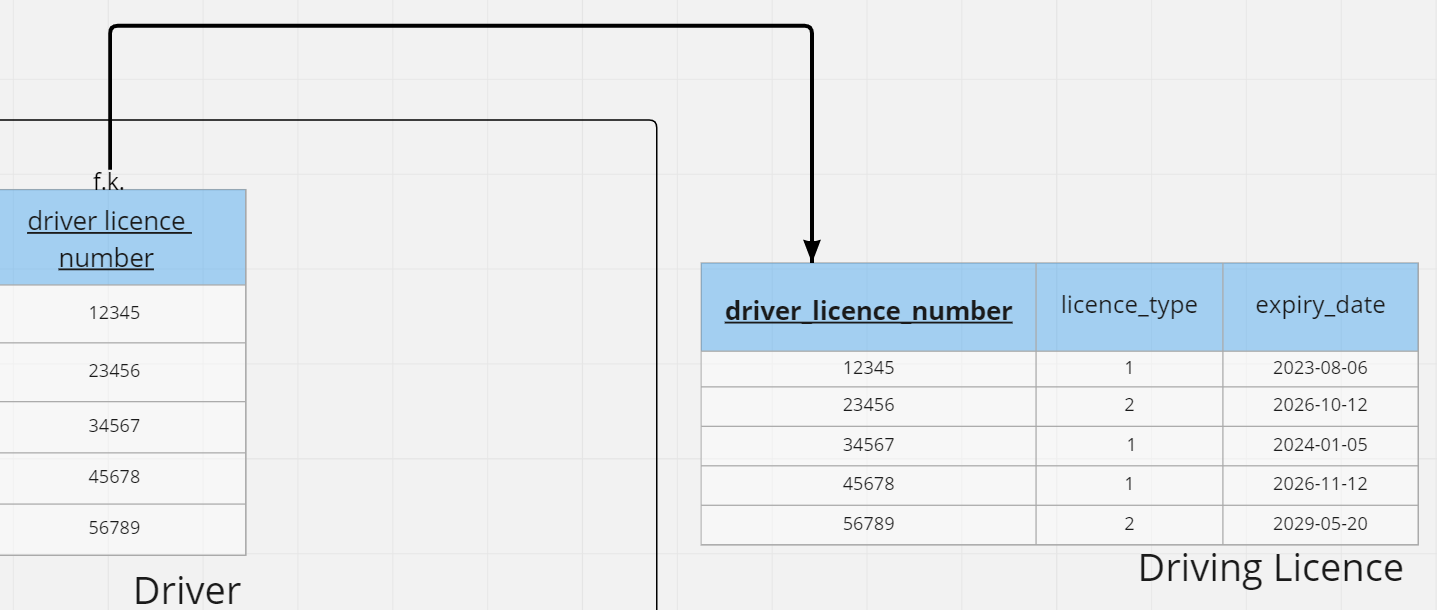 f.k.
driver licence
number
12345
23456
34567
45678
56789
Driver
driver_licence_number licence_type expiry_date
12345 1 2023-08-06
23456 2 2026-10-12
34567 1 2024-01-05
45678 1 2026-11-12
56789 2 2029-05-20
Driving Licence